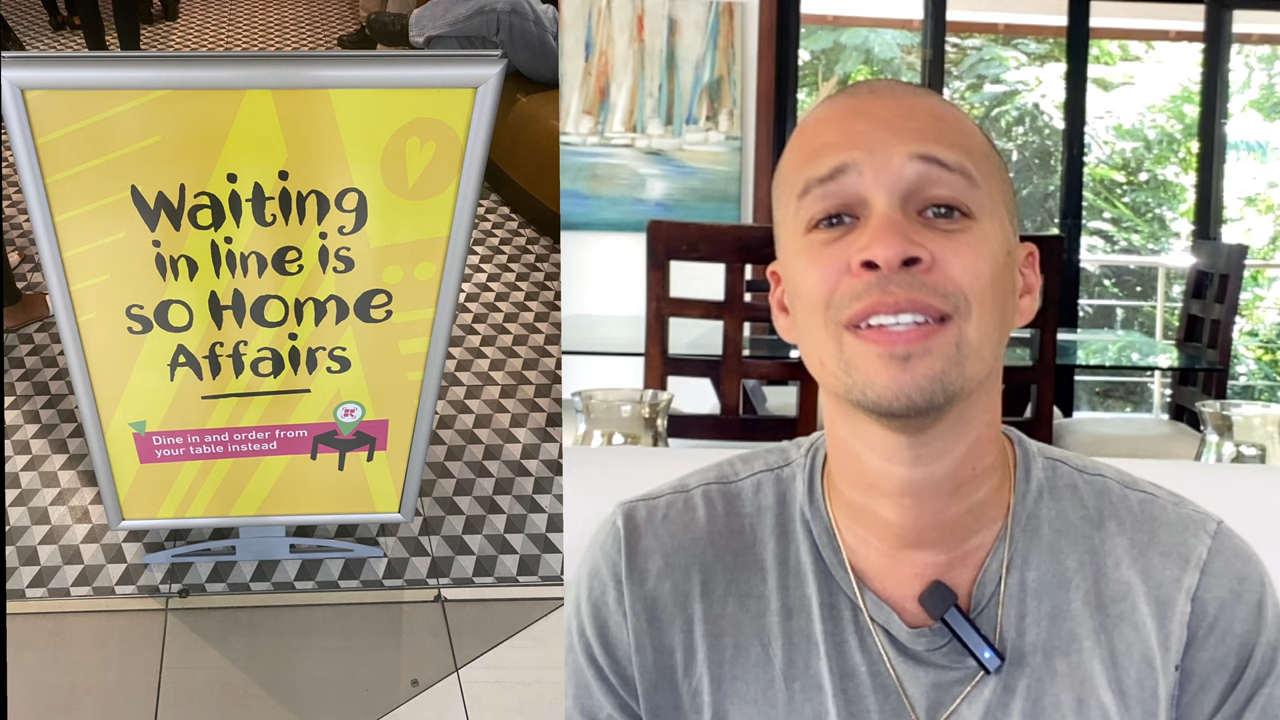 Waiting
in line is
so Home
Affairs
Dine in and order from
your table instead